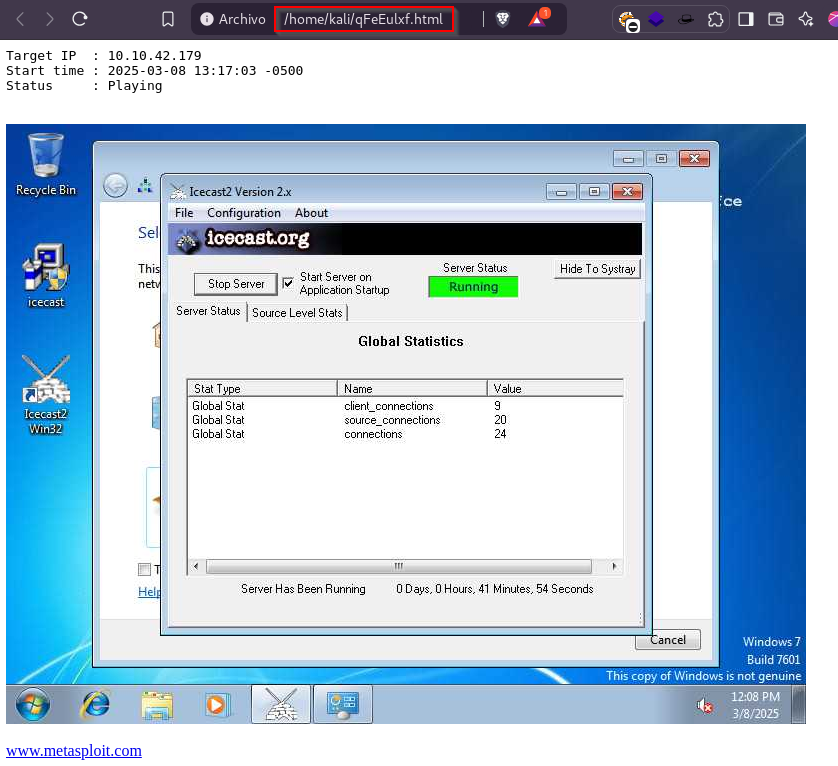 Archivo /home/kali/qFeEulxf.html 1
Target IP : 10.10.42.179
Start time : 2025-03-08 13:17:03 -0500
Status : Playing
Recycle Bin
Icecast2 Version 2.x
File Configuration About
icecast.org
Stop Server
Start Server on
Application Startup
Server Status
Running
Hide To Systray
Server Status Source Level Stats
Global Statistics
Stat Type Name Value
Global Stat client_connections 9
Global Stat source_connections 20
Global Stat connections 24
Server Has Been Running 0 Days, 0 Hours, 41 Minutes, 54 Seconds
Sel
This
netw
T
Help
Cancel
ice
icecast
Icecast2
Win32
Windows 7
Build 7601
This copy of Windows is not genuine
12:08 PM
3/8/2025
www.metasploit.com